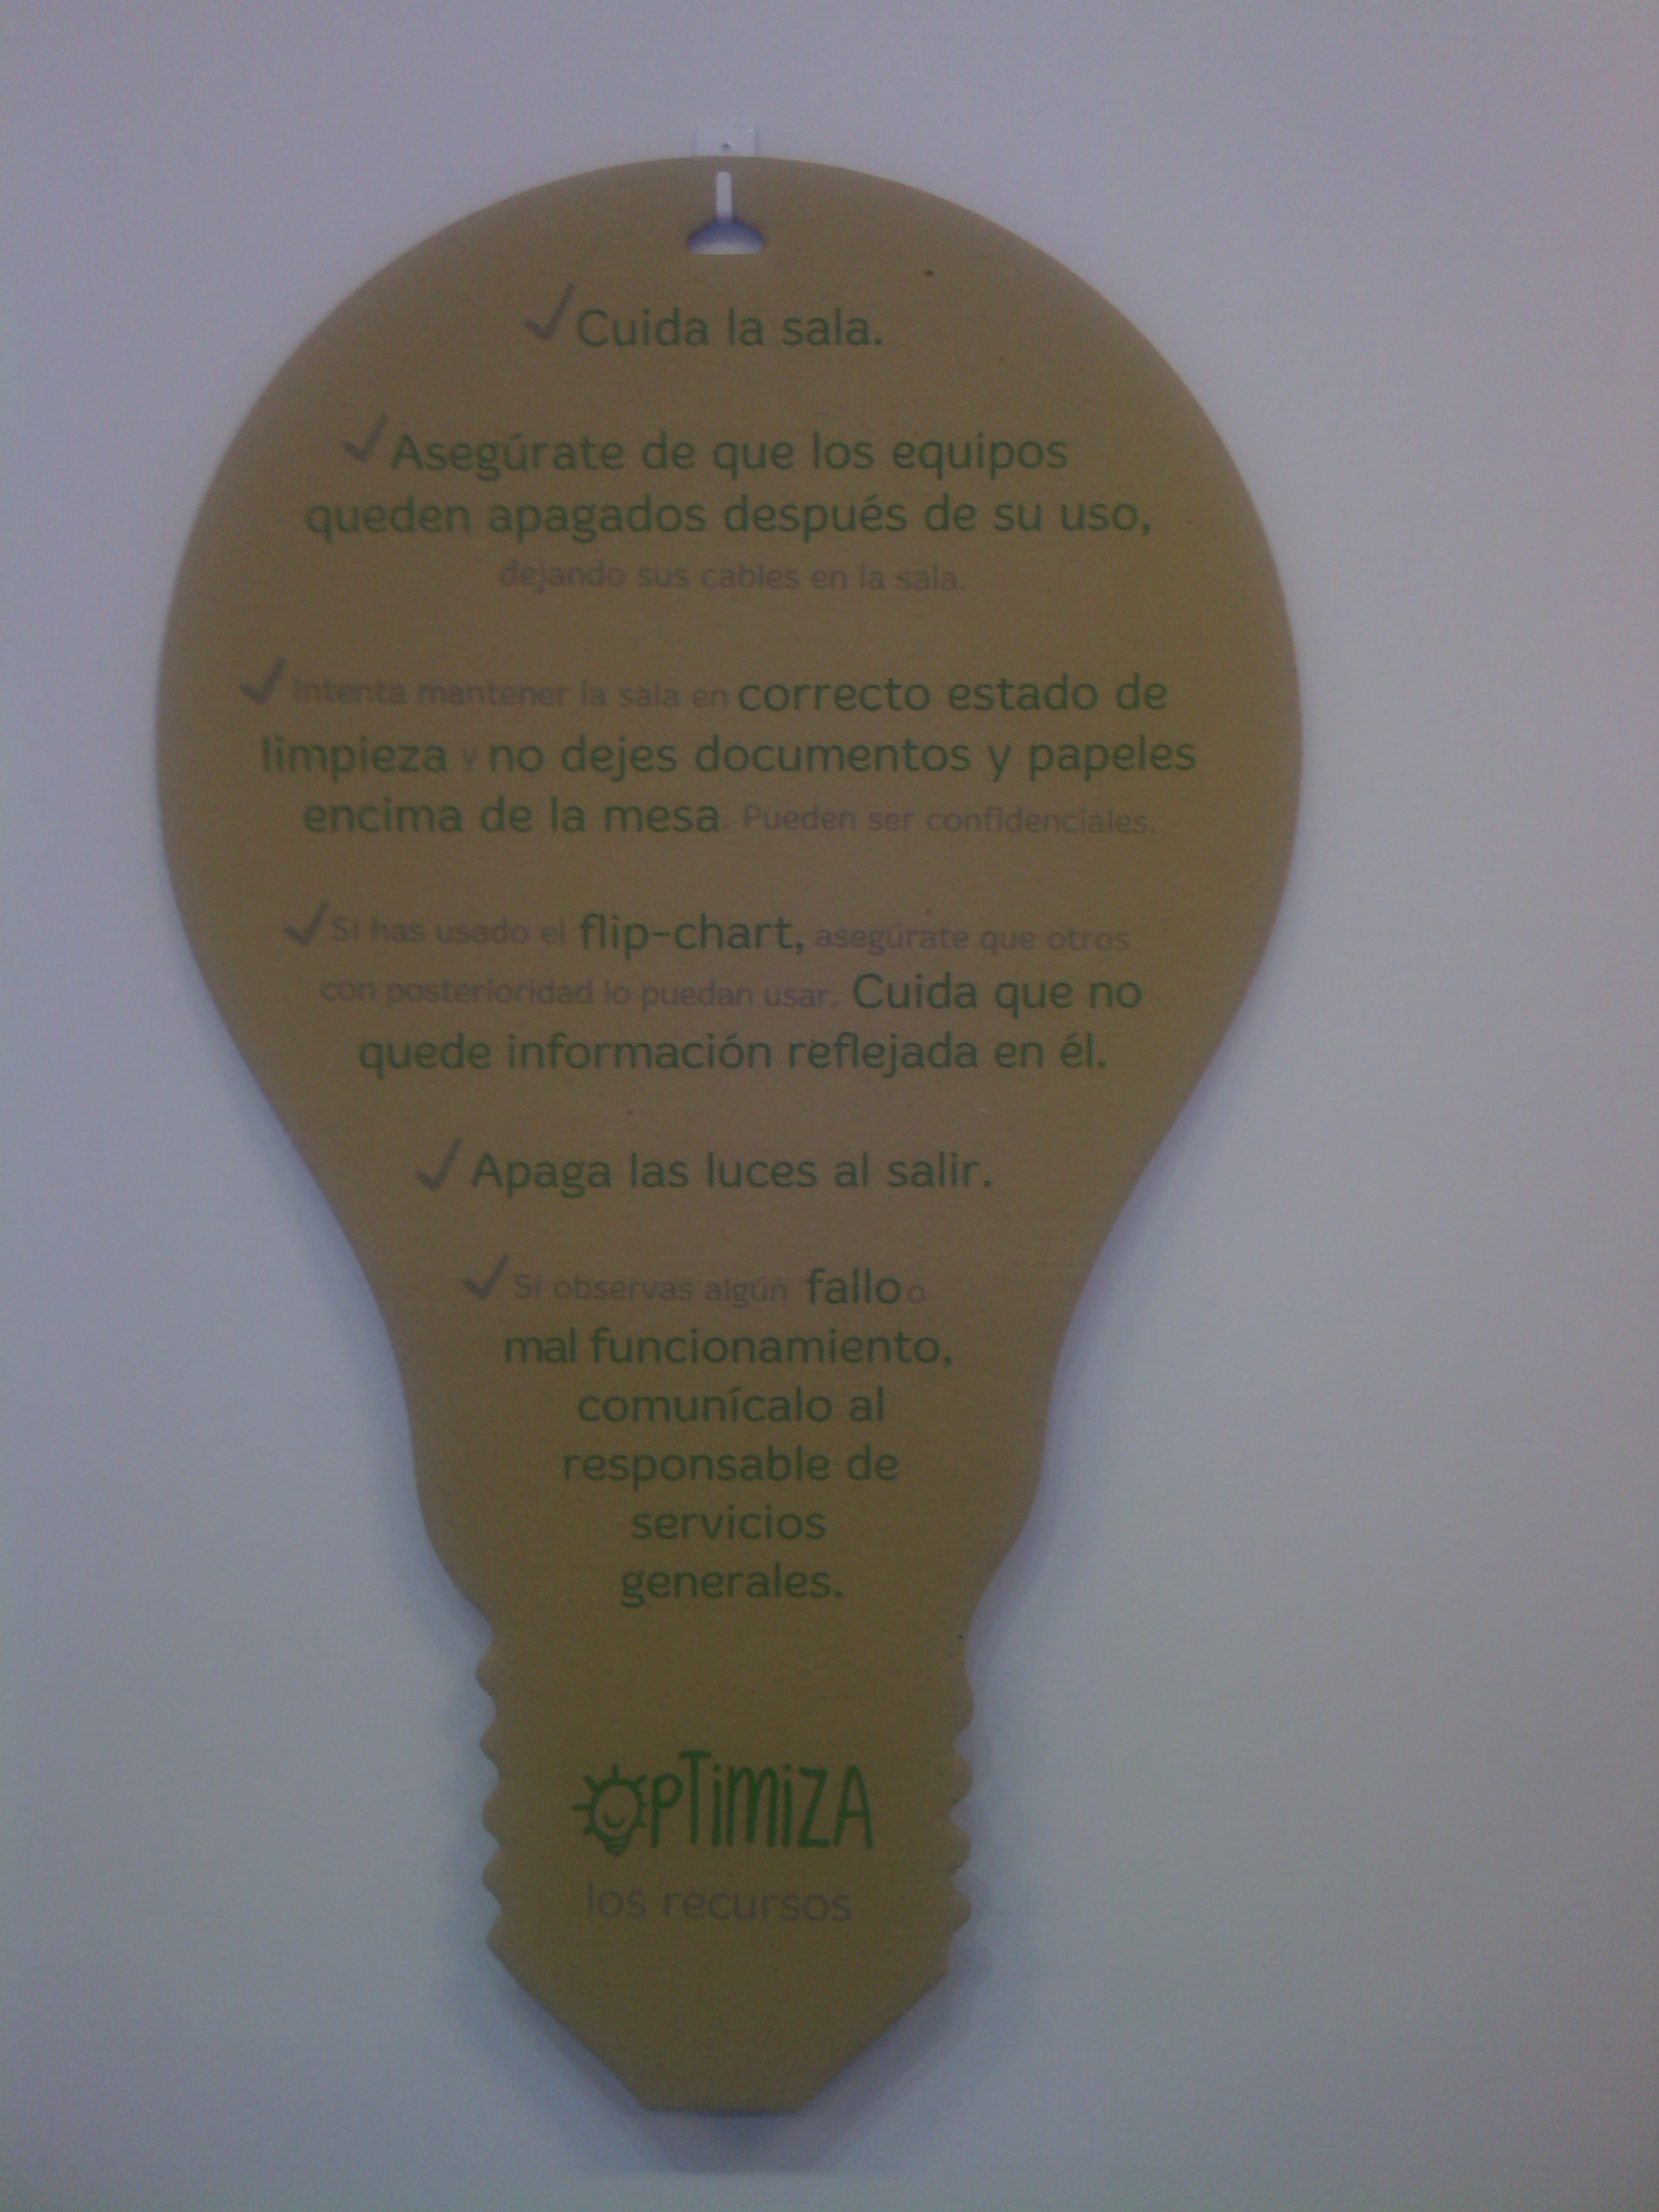 Cuida la sala.
Asegúrate de que los equipos
queden apagados después de su uso,
dejando sus cables en la sala.
Intenta mantener la sala en correcto estado de
limpieza y no dejes documentos y papeles
encima de la mesa. Pueden ser confidenciales.
Si has usado el flip-chart, asegúrate que otros
con posterioridad lo puedan usar. Cuida que no
quede información reflejada en él.
Apaga las luces al salir.
Si observas algún fallo o
mal funcionamiento,
comunícalo al
responsable de
servicios
generales.
OPTimiZA
los recursos